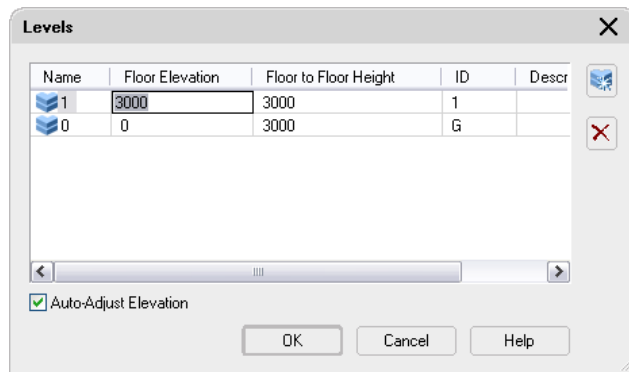 Levels
Name Floor Elevation Floor to Floor Height ID Descr
1 3000 3000 1
0 0 3000 G
Auto-Adjust Elevation
OK Cancel Help